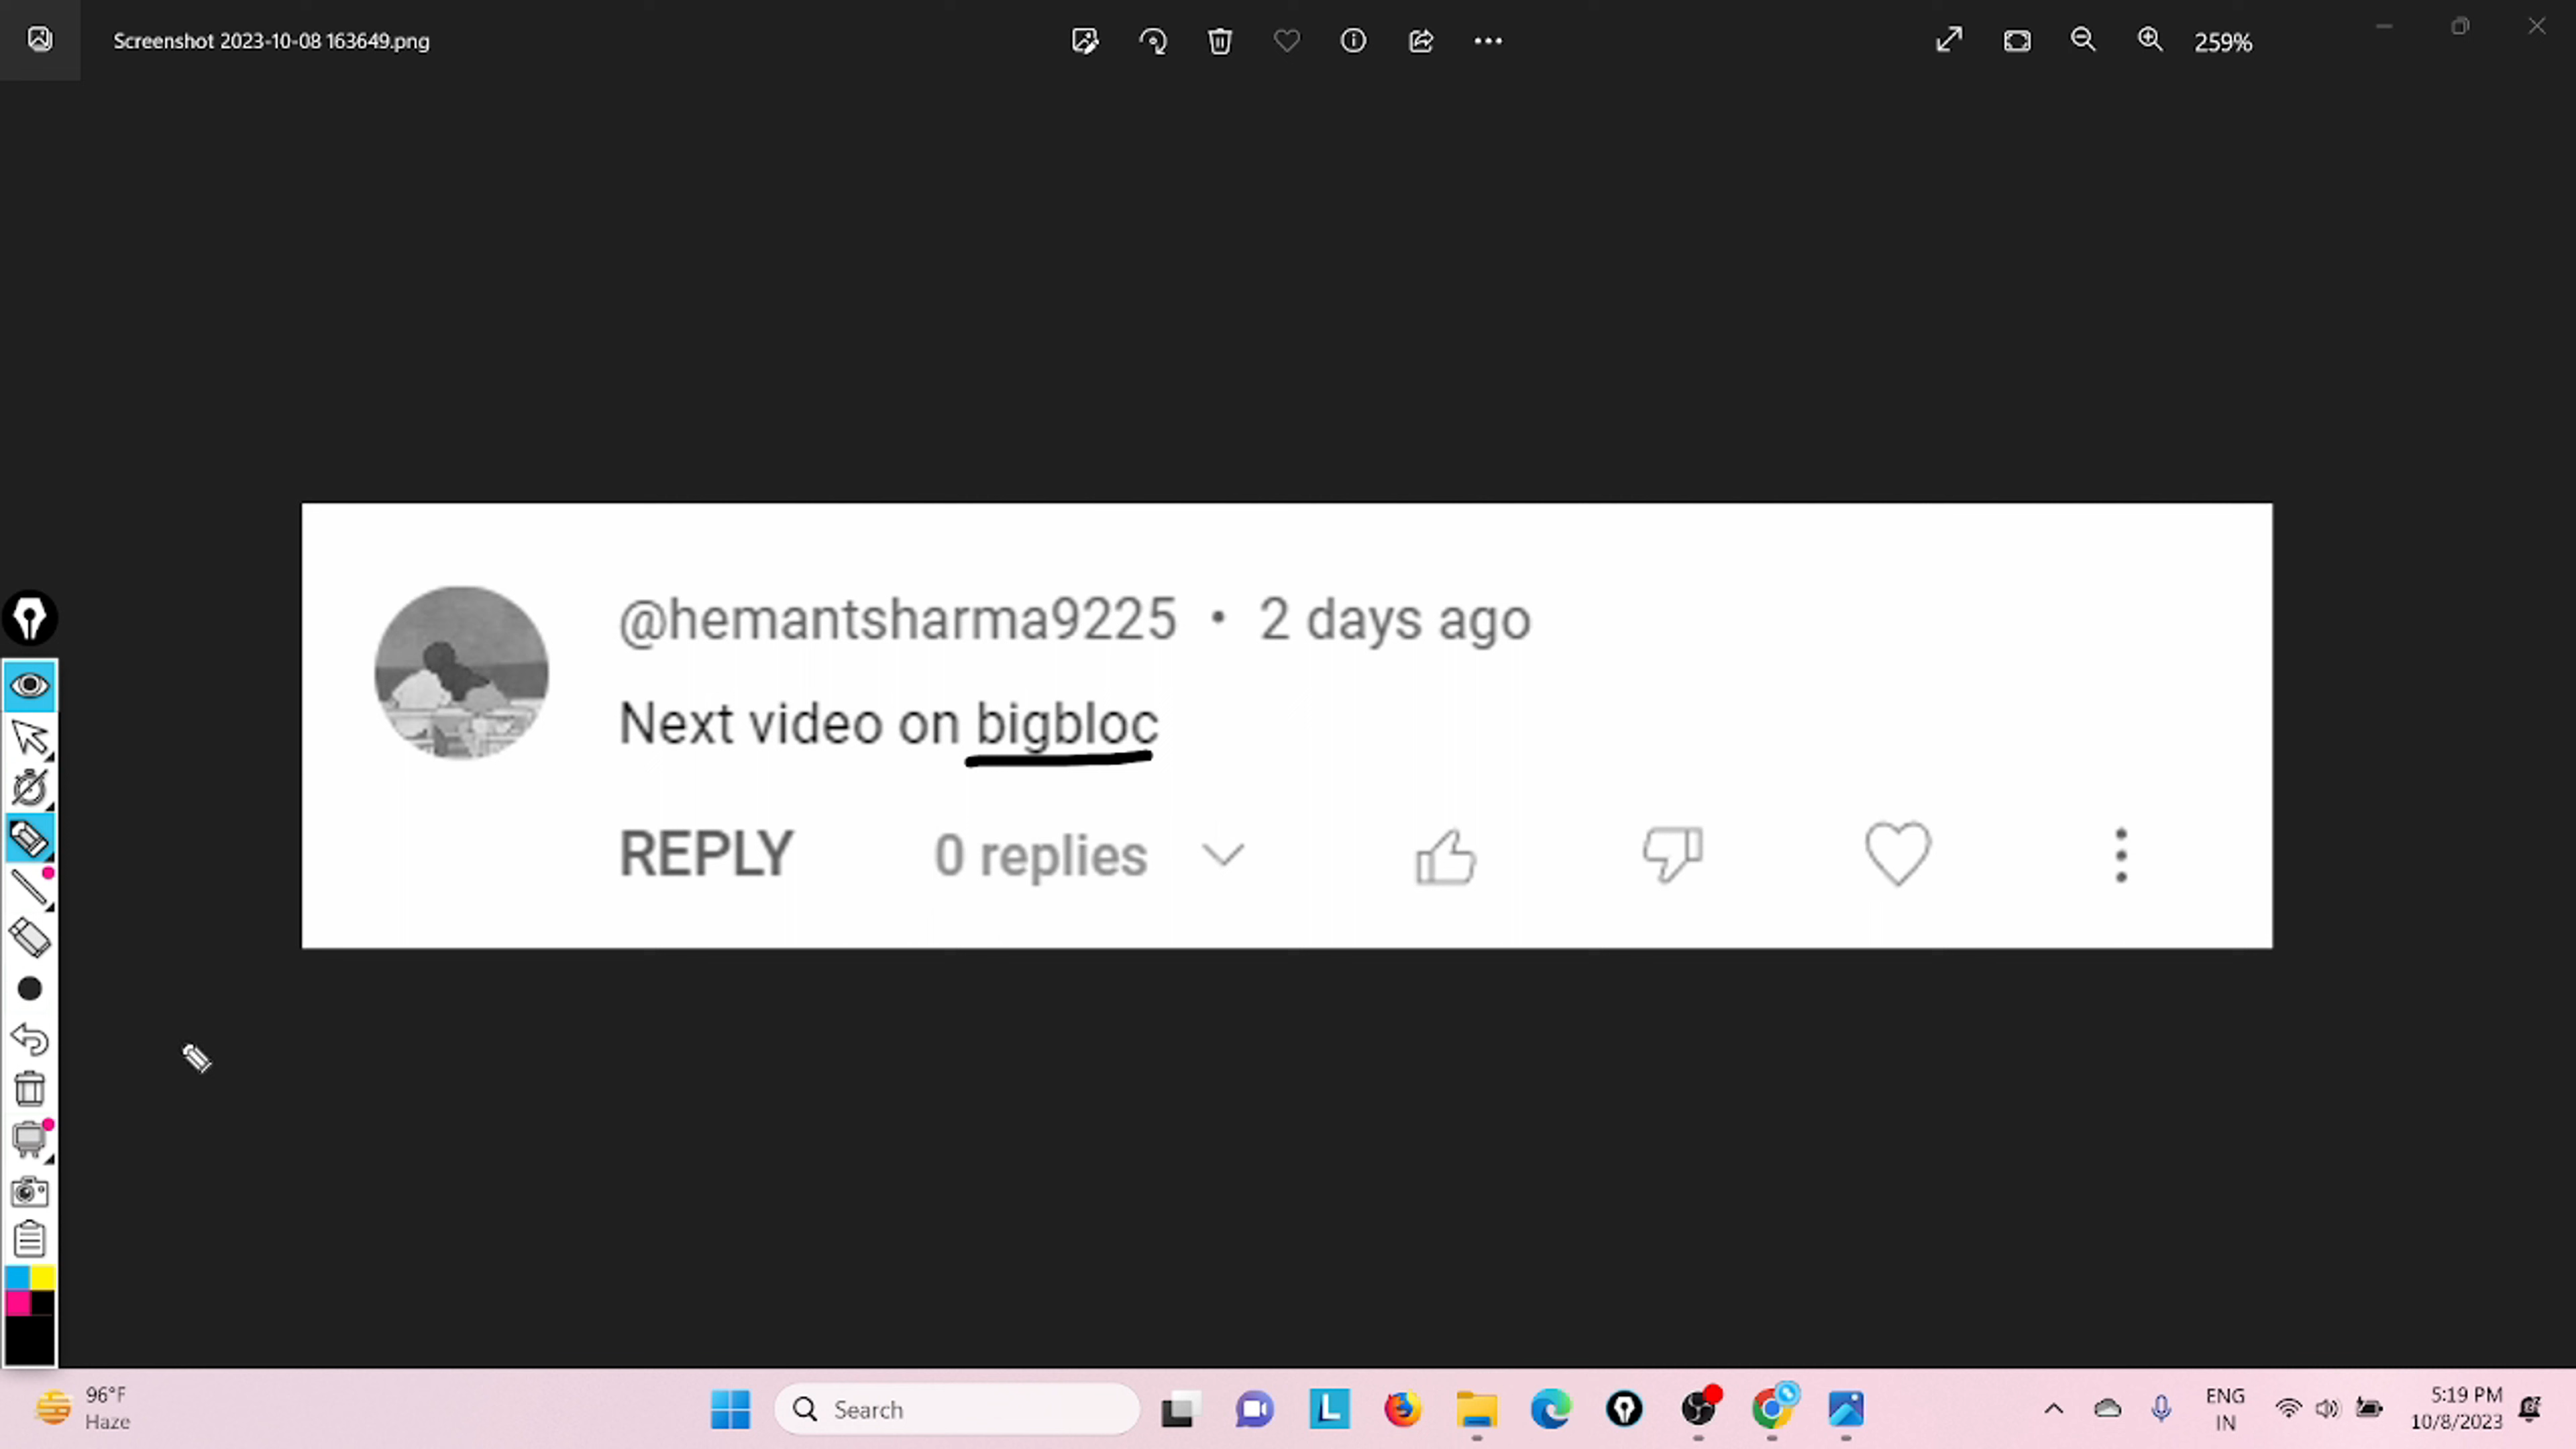 Screenshot 2023-10-08 163649.png
259%
@hemantsharma9225 • 2 days ago
Next video on bigbloc
REPLY 0 replies
96°F
Haze
Search
ENG
IN
5:19 PM
10/8/2023